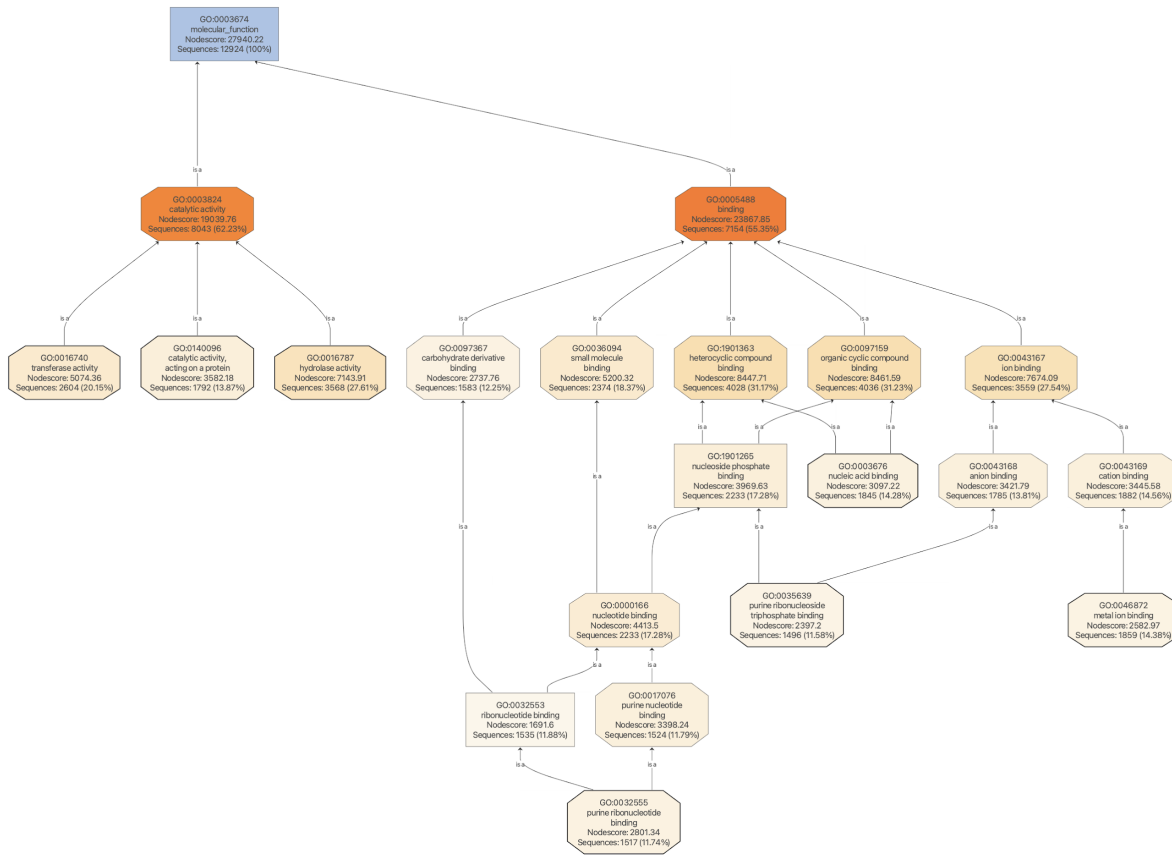 GO:0003674
molecular_function
Nodescore: 27940.22
Sequences: 12924 (100%)
is a
is a
GO:0003824
catalytic activity
Nodescore: 19039.76
Sequences: 8043 (62.23%)
GO:0005488
binding
Nodescore: 23867.85
Sequences: 7154 (55.35%)
is a
is a
is a
is a
is a
is a
is a
is a
GO:0016740
transferase activity
Nodescore: 5074.36
Sequences: 2604 (20.15%)
GO:0140096
catalytic activity,
acting on a protein
Nodescore: 3582.18
Sequences: 1792 (13.87%)
GO:0016787
hydrolase activity
Nodescore: 7143.91
Sequences: 3568 (27.61%)
GO:0097367
carbohydrate derivative
binding
Nodescore: 2737.76
Sequences: 1583 (12.25%)
GO:0036094
small molecule
binding
Nodescore: 5200.32
Sequences: 2374 (18.37%)
GO:1901363
heterocyclic compound
binding
Nodescore: 8447.71
Sequences: 4028 (31.17%)
GO:0097159
organic cyclic compound
binding
Nodescore: 8461.59
Sequences: 4036 (31.23%)
GO:0043167
ion binding
Nodescore: 7674.09
Sequences: 3559 (27.54%)
is a
is a
is a
is a
is a
is a
GO:1901265
nucleoside phosphate
binding
Nodescore: 3969.63
Sequences: 2233 (17.28%)
GO:0003676
nucleic acid binding
Nodescore: 3097.22
Sequences: 1845 (14.28%)
GO:0043168
anion binding
Nodescore: 3421.79
Sequences: 1785 (13.81%)
GO:0043169
cation binding
Nodescore: 3445.58
Sequences: 1882 (14.56%)
is a
is a
is a
is a
is a
is a
GO:0000166
nucleotide binding
Nodescore: 4413.5
Sequences: 2233 (17.28%)
GO:0035639
purine ribonucleoside
triphosphate binding
Nodescore: 2397.2
Sequences: 1496 (11.58%)
GO:0046872
metal ion binding
Nodescore: 2582.97
Sequences: 1859 (14.38%)
is a
is a
GO:0032553
ribonucleotide binding
Nodescore: 1691.6
Sequences: 1535 (11.88%)
GO:0017076
purine nucleotide
binding
Nodescore: 3398.24
Sequences: 1524 (11.79%)
is a
is a
GO:0032555
purine ribonucleotide
binding
Nodescore: 2801.34
Sequences: 1517 (11.74%)